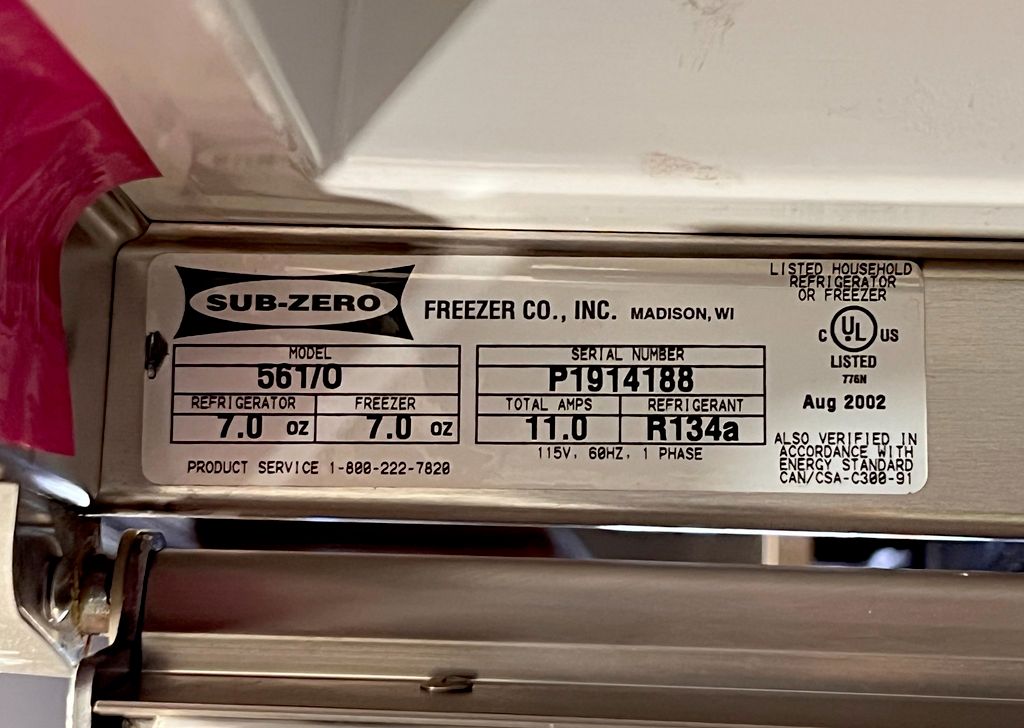 SUB-ZERO
FREEZER CO., INC. MADISON, WI
MODEL
561/O
REFRIGERATOR FREEZER
7.0 oz 7.0 oz
PRODUCT SERVICE 1-800-222-7820
SERIAL NUMBER
P1914188
TOTAL AMPS REFRIGERANT
11.0 R134a
115V, 60HZ, 1 PHASE
LISTED HOUSEHOLD
REFRIGERATOR
OR FREEZER
C UL US
LISTED
776N
Aug 2002
ALSO VERIFIED IN
ACCORDANCE WITH
ENERGY STANDARD
CAN/CSA-C300-91